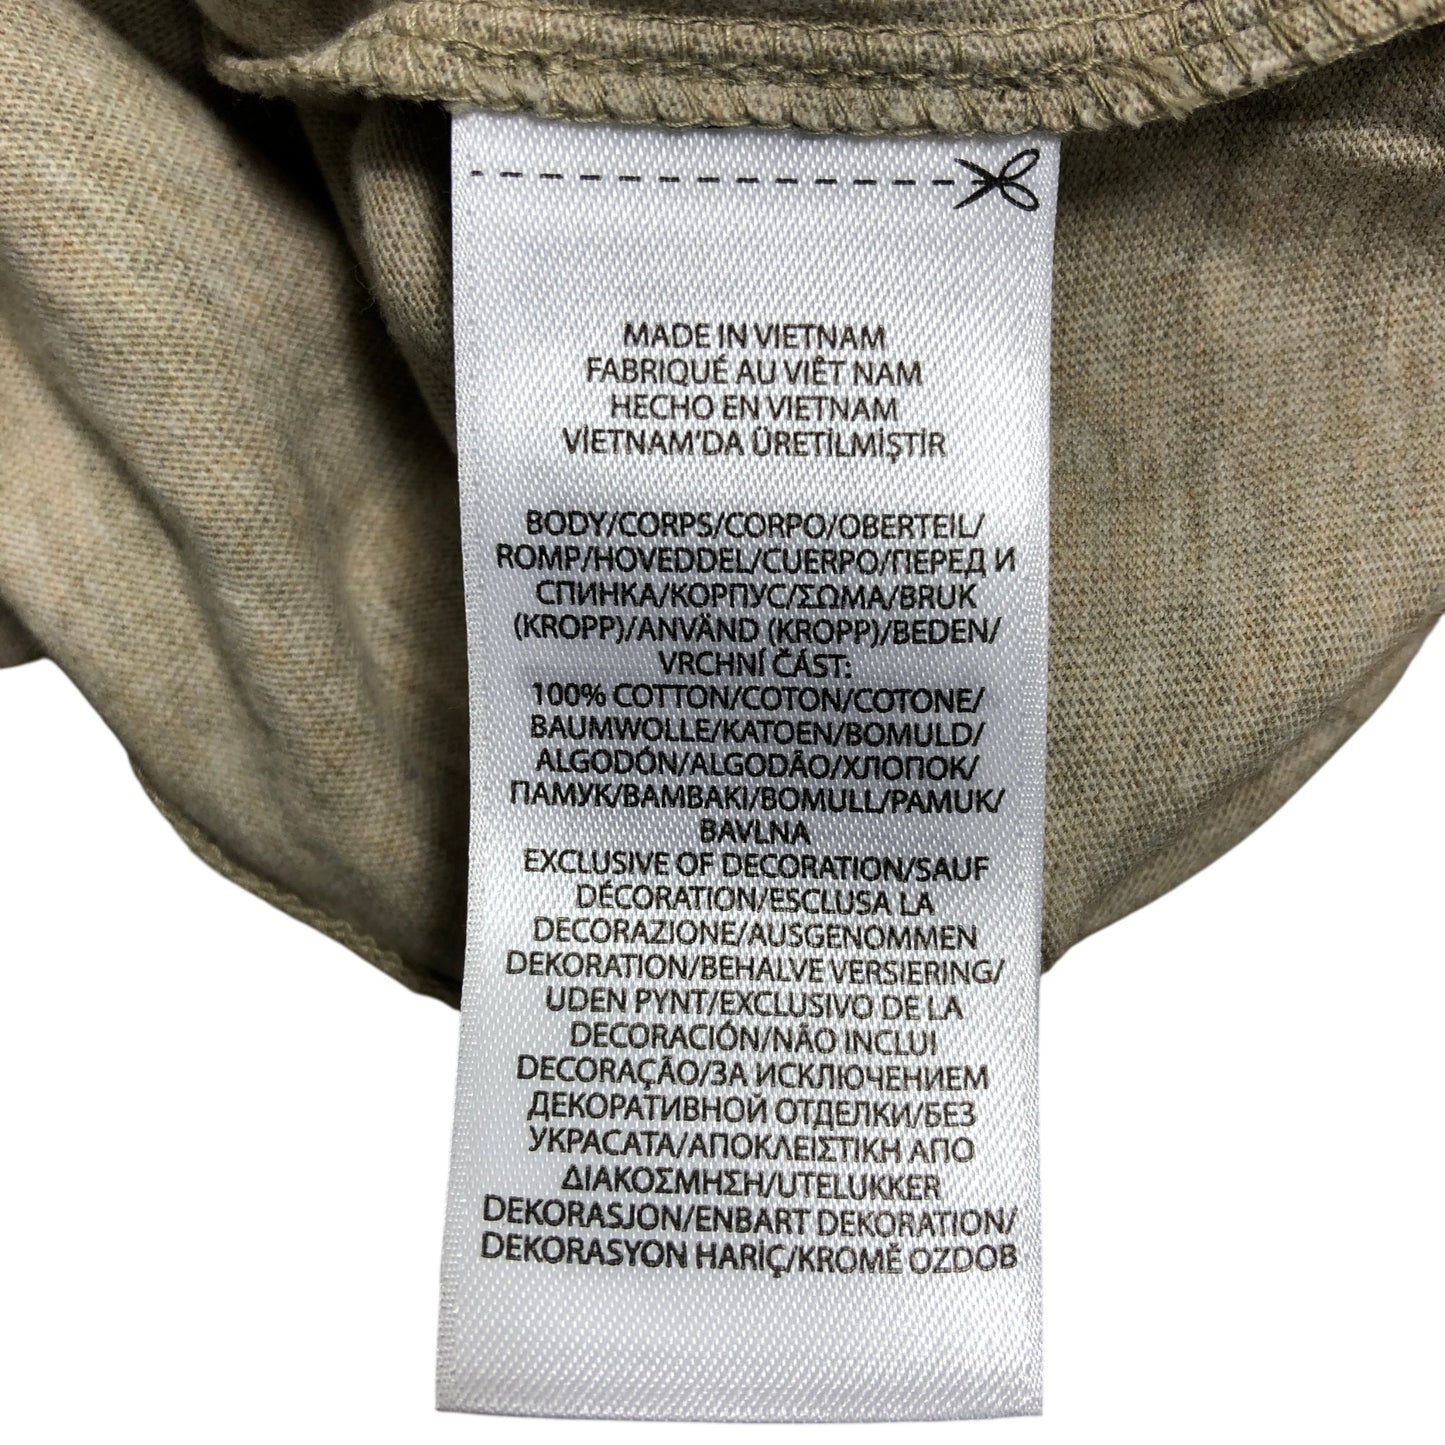 MADE IN VIETNAM
FABRIQUÉ AU VIÊT NAM
HECHO EN VIETNAM
VİETNAM'DA ÜRETİLMİŞTİR
BODY/CORPS/CORPO/OBERTEIL/
ROMP/HOVEDDEL/CUERPO/ПЕРЕД И
СПИНКА/КОРПУС/ΣΩΜΑ/BRUK
(KROPP)/ANVÄND (KROPP)/BEDEN/
VRCHNÍ ČÁST:
100% COTTON/COTON/COTONE/
BAUMWOLLE/KATOEN/BOMULD/
ALGODÓN/ALGODÃO/ХЛОПОК/
ПАМУК/BAMBAKI/BOMULL/PAMUK/
BAVLNA
EXCLUSIVE OF DECORATION/SAUF
DÉCORATION/ESCLUSA LA
DECORAZIONE/AUSGENOMMEN
DEKORATION/BEHALVE VERSIERING/
UDEN PYNT/EXCLUSIVO DE LA
DECORACIÓN/NÃO INCLUI
DECORAÇÃO/ЗА ИСКЛЮЧЕНИЕМ
ДЕКОРАТИВНОЙ ОТДЕЛКИ/БЕЗ
УКРАСАТА/ΑΠΟΚΛΕΙΣΤΙΚΗ ΑΠΟ
ΔΙΑΚΟΣΜΗΣΗ/UTELUKKER
DEKORASJON/ENBART DEKORATION/
DEKORASYON HARİÇ/KROMĚ OZDOB